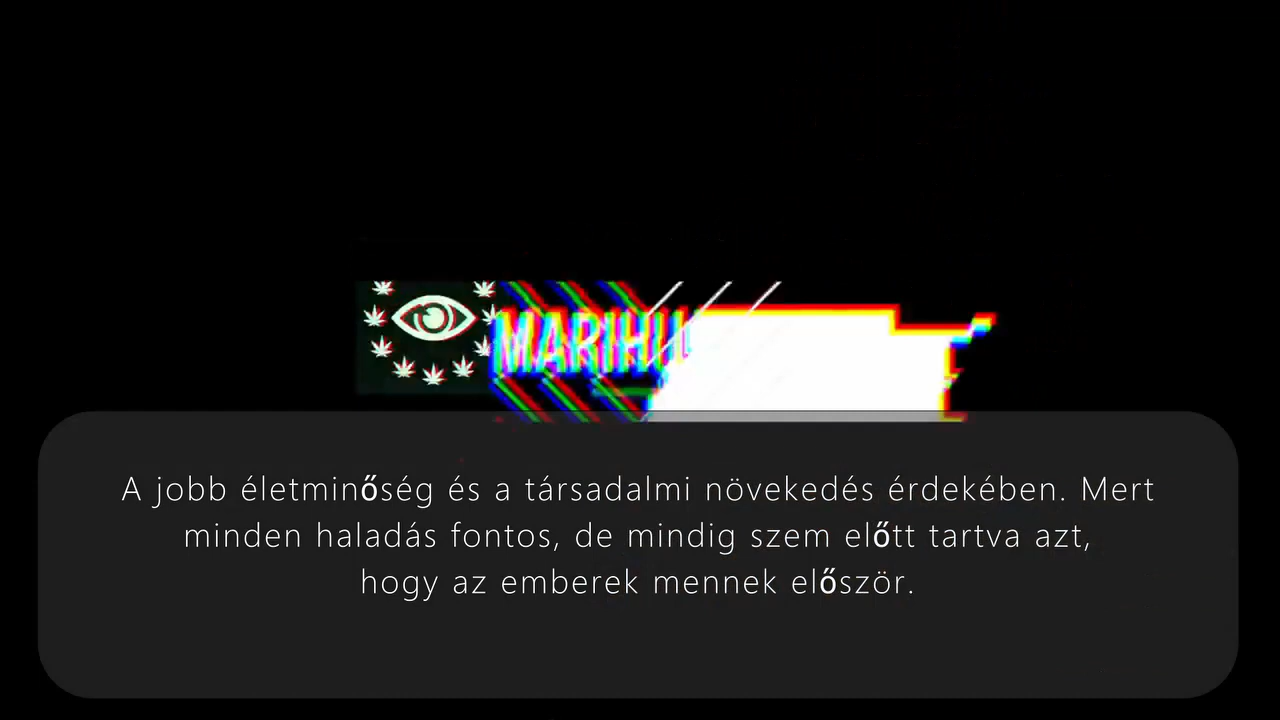 MARIHU
A jobb életminőség és a társadalmi növekedés érdekében. Mert
minden haladás fontos, de mindig szem előtt tartva azt,
hogy az emberek mennek először.